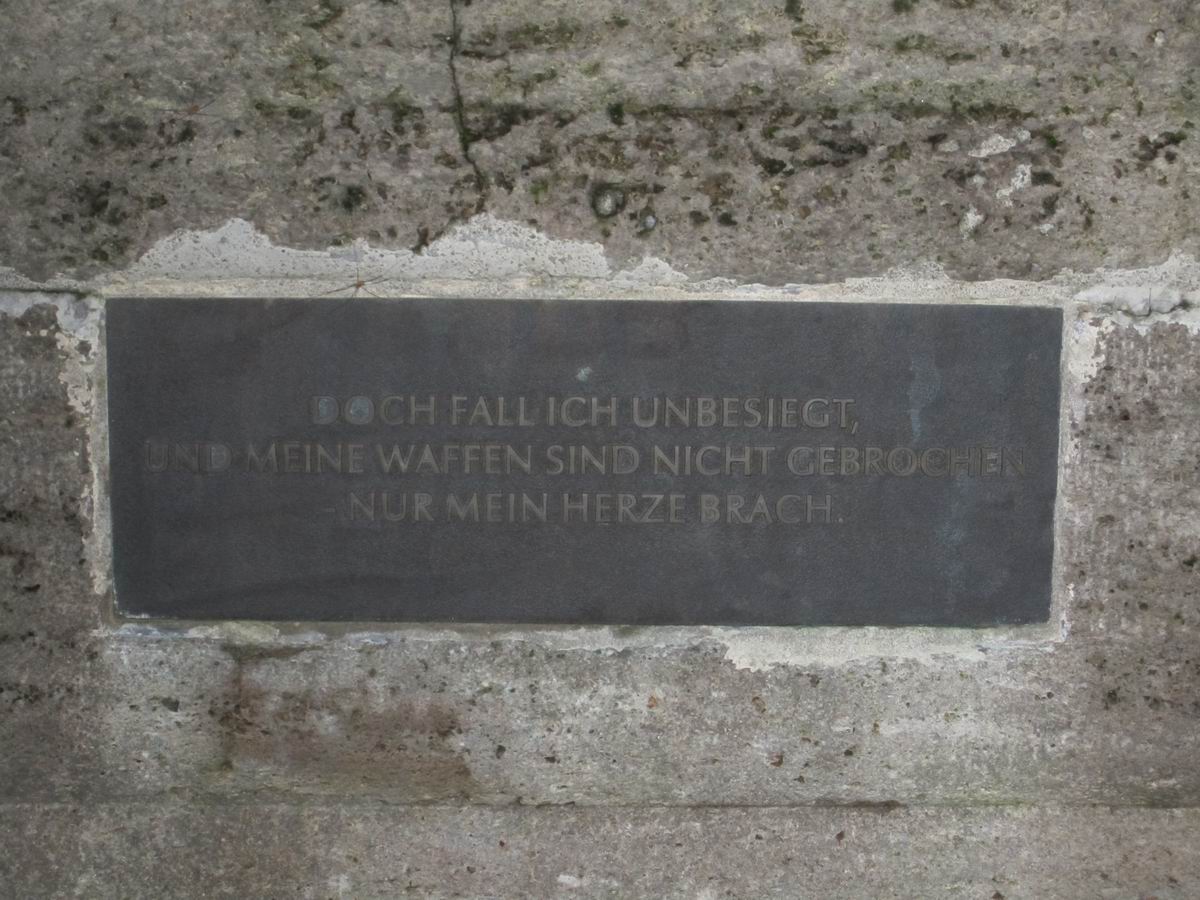 DOCH FALL ICH UNBESIEGT,
UND MEINE WAFFEN SIND NICHT GEBROCHEN
- NUR MEIN HERZE BRACH.